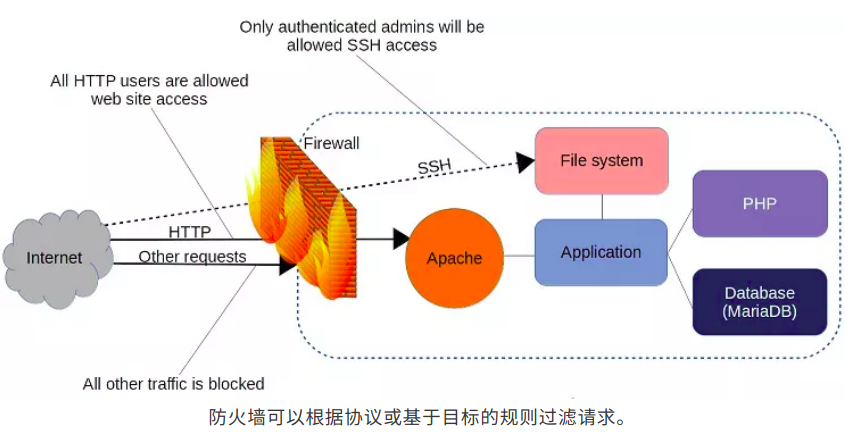 Only authenticated admins will be
allowed SSH access
All HTTP users are allowed
web site access
Firewall
SSH
File system
PHP
HTTP
Internet
Other requests
Apache
Application
Database
(MariaDB)
All other traffic is blocked
防火墙可以根据协议或基于目标的规则过滤请求。